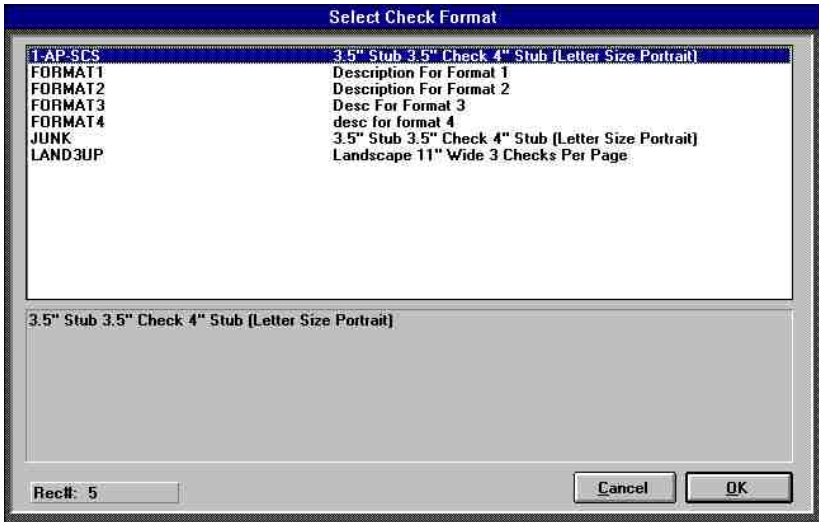 Select Check Format
1-AP-SCS 3.5" Stub 3.5" Check 4" Stub (Letter Size Portrait)
FORMAT1 Description For Format 1
FORMAT2 Description For Format 2
FORMAT3 Desc For Format 3
FORMAT4 desc for format 4
JUNK 3.5" Stub 3.5" Check 4" Stub (Letter Size Portrait)
LAND3UP Landscape 11" Wide 3 Checks Per Page
3.5" Stub 3.5" Check 4" Stub (Letter Size Portrait)
Rec#: 5 Cancel OK